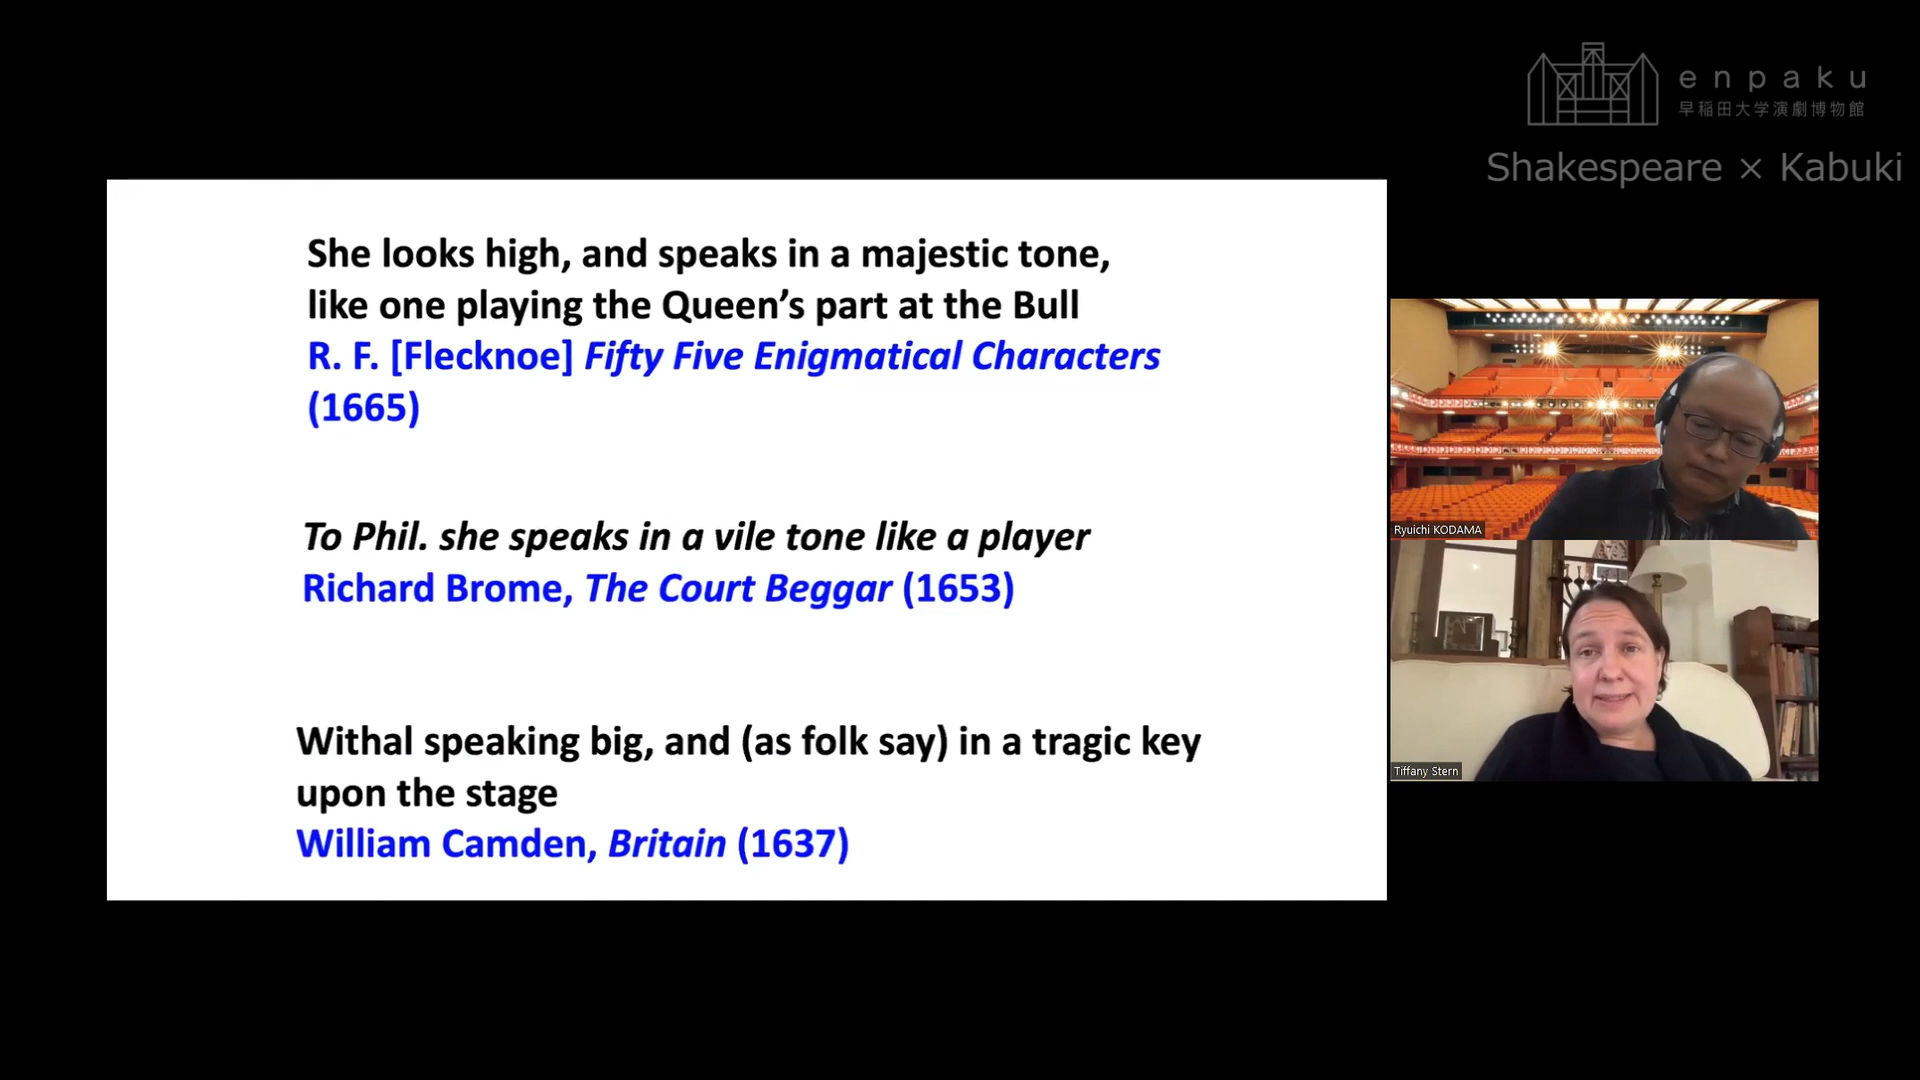 enpaku
早稲田大学演劇博物館
Shakespeare × Kabuki
She looks high, and speaks in a majestic tone,
like one playing the Queen’s part at the Bull
R. F. [Flecknoe] Fifty Five Enigmatical Characters
(1665)
To Phil. she speaks in a vile tone like a player
Richard Brome, The Court Beggar (1653)
Withal speaking big, and (as folk say) in a tragic key
upon the stage
William Camden, Britain (1637)
Ryuichi KODAMA
Tiffany Stern